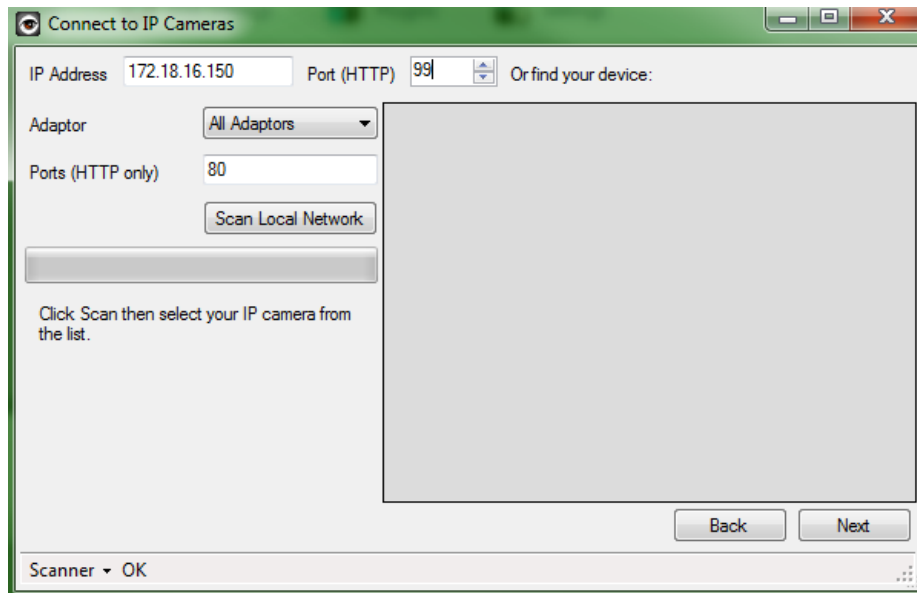 Connect to IP Cameras
IP Address 172.18.16.150 Port (HTTP) 99 Or find your device:
Adaptor All Adaptors
Ports (HTTP only) 80
Scan Local Network
Click Scan then select your IP camera from
the list.
Back Next
Scanner OK